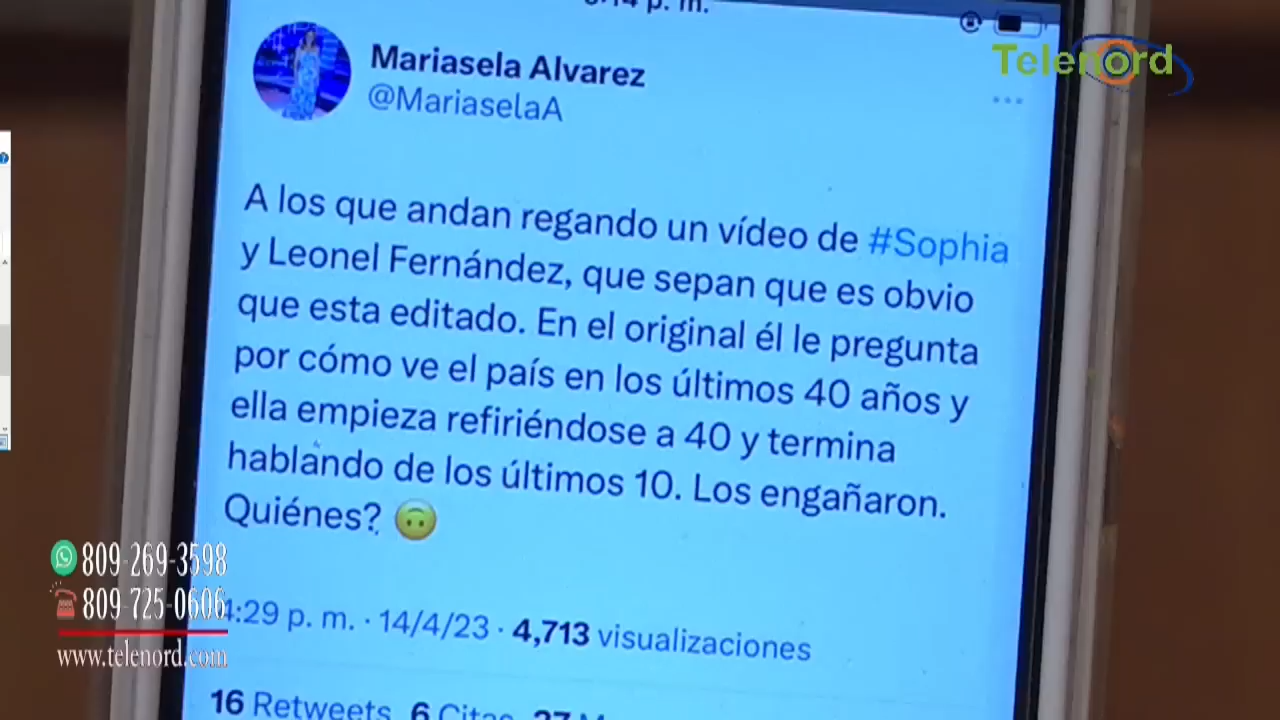 Telenord
Mariasela Alvarez
@MariaselaA
A los que andan regando un vídeo de #Sophia
y Leonel Fernández, que sepan que es obvio
que esta editado. En el original él le pregunta
por cómo ve el país en los últimos 40 años y
ella empieza refiriéndose a 40 y termina
hablando de los últimos 10. Los engañaron.
Quiénes? 🙃
4:29 p. m. · 14/4/23 · 4,713 visualizaciones
16 Retweets 6 Citas
809-269-3598
809-725-0606
www.telenord.com